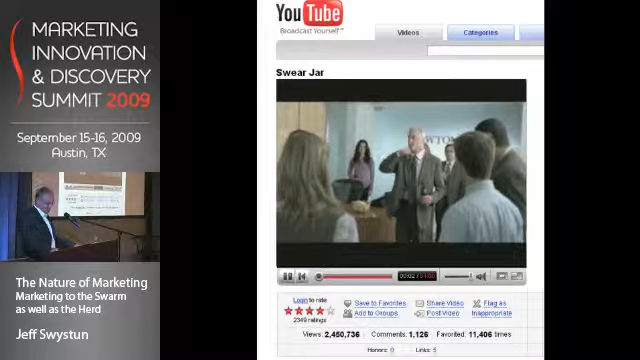 MARKETING
INNOVATION
& DISCOVERY
SUMMIT 2009
September 15-16, 2009
Austin, TX
The Nature of Marketing
Marketing to the Swarm
as well as the Herd
Jeff Swystun
YouTube
Broadcast Yourself™
Videos
Categories
Swear Jar
Login to rate
2349 ratings
Save to Favorites
Add to Groups
Share Video
Post Video
Flag as
Inappropriate
Views: 2,450,736
Comments: 1,126
Favorited: 11,406 times
Honors: 0
Links: 5